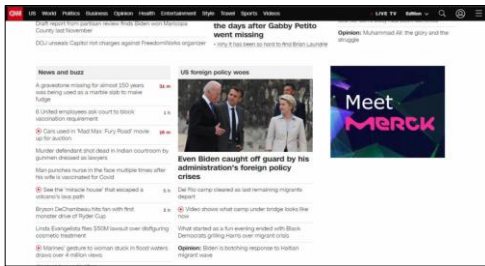 CNN US World Politics Business Opinion Health Entertainment Style Travel Sports Videos LIVE TV Edition
Draft report from partisan review finds Biden won Maricopa
County last November
DOJ unseals Capitol riot charges against FreedomWorks organizer
the days after Gabby Petito
went missing
Why it has been so hard to find Brian Laundrie
Opinion: Muhammad Ali: the glory and the
struggle
News and buzz
A gravestone missing for almost 150 years
was being used as a marble slab to make
fudge
6 United employees ask court to block
vaccination requirement
Cars used in 'Mad Max: Fury Road' movie
up for auction
Murder defendant shot dead in Indian courtroom by
gunmen dressed as lawyers
Man punches nurse in the face multiple times after
his wife is vaccinated for Covid
See the 'miracle house' that escaped a
volcano's lava path
Bryson DeChambeau hits fan with first
monster drive of Ryder Cup
Linda Evangelista files $50M lawsuit over disfiguring
cosmetic treatment
Mannies' gesture to woman stuck in flood waters
draws over 4 million views
US foreign policy woes
Even Biden caught off guard by his
administration's foreign policy
crises
Del Rio camp cleared as last remaining migrants
depart
Video shows what camp under bridge looks like
now
What started as a fun evening ended with Black
Democrats grilling Harris over migrant crisis
Opinion: Biden is botching response to Haitian
migrant wave
Meet
MERCK